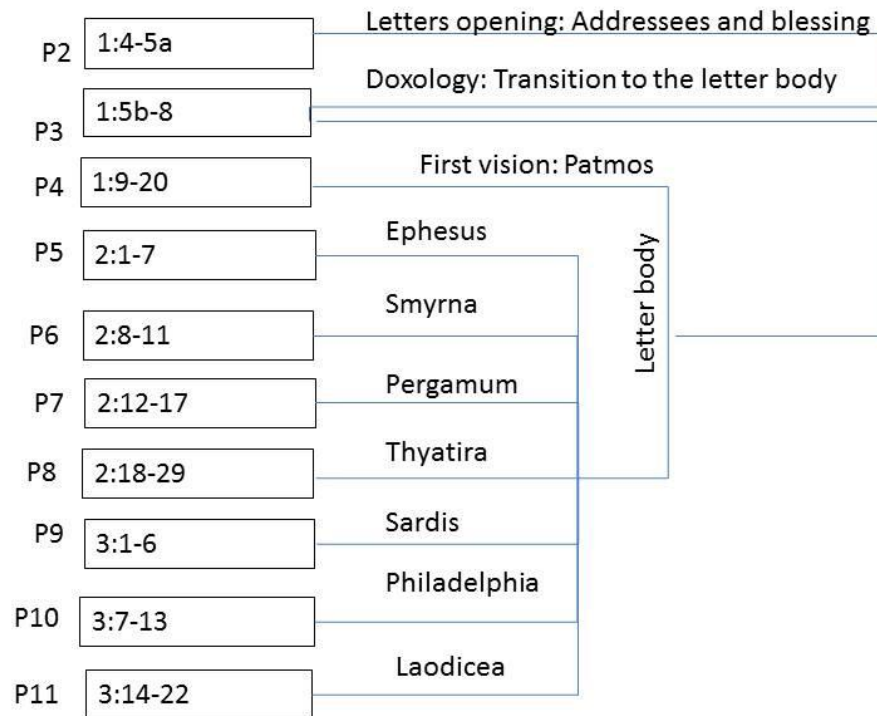 Letters opening: Addressees and blessing
P2 1:4-5a
Doxology: Transition to the letter body
P3 1:5b-8
First vision: Patmos
P4 1:9-20
Ephesus
P5 2:1-7
Letter body
Smyrna
P6 2:8-11
Pergamum
P7 2:12-17
Thyatira
P8 2:18-29
Sardis
P9 3:1-6
Philadelphia
P10 3:7-13
Laodicea
P11 3:14-22